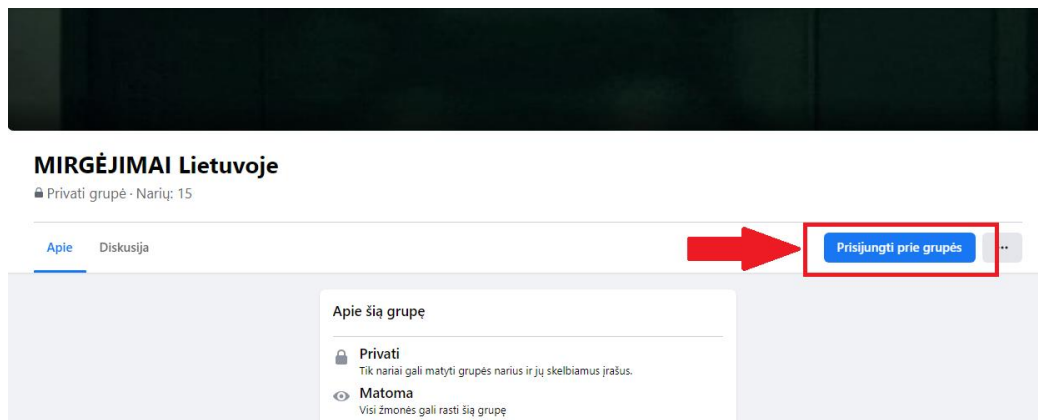 MIRGĖJIMAI Lietuvoje
Privati grupė · Narių: 15
Apie Diskusija Prisijungti prie grupės ...
Apie šią grupę
Privati
Tik nariai gali matyti grupės narius ir jų skelbiamus įrašus.
Matoma
Visi žmonės gali rasti šią grupę